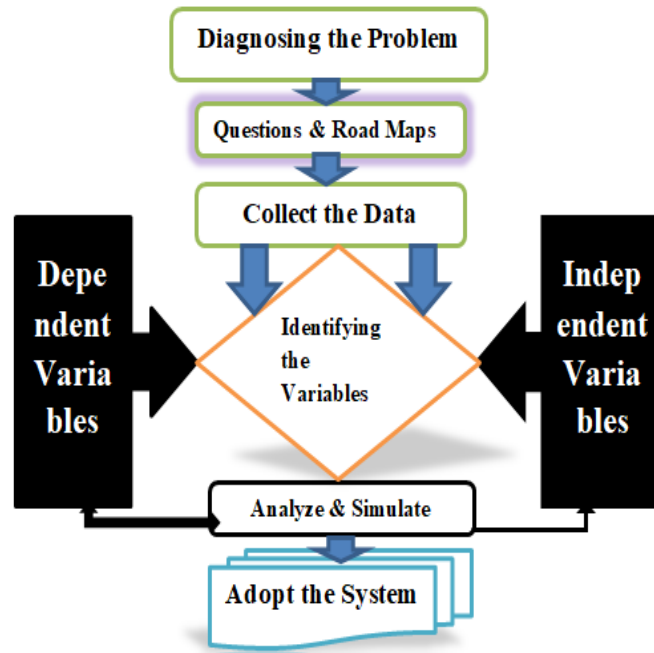 Diagnosing the Problem
Questions & Road Maps
Collect the Data
Depe
ndent
Varia
bles
Identifying
the
Variables
Indep
endent
Varia
bles
Analyze & Simulate
Adopt the System